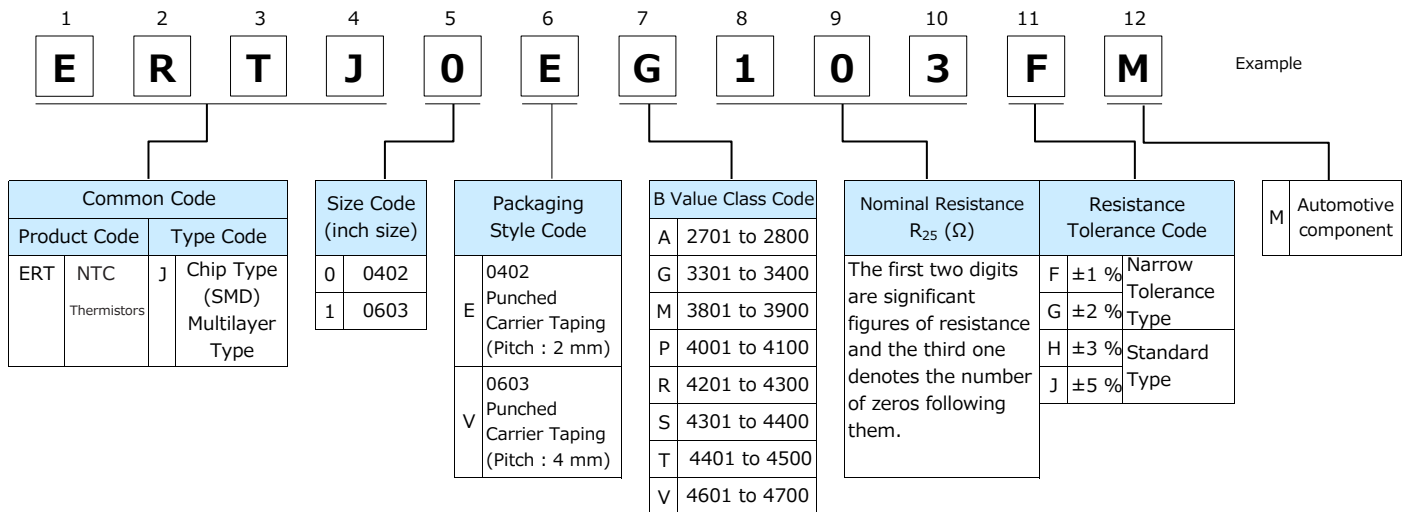 1 2 3 4 5 6 7 8 9 10 11 12
E R T J 0 E G 1 0 3 F M
Example
Common Code
Product Code Type Code
ERT NTC
Thermistors
J Chip Type
(SMD)
Multilayer
Type
Size Code
(inch size)
0 0402
1 0603
Packaging
Style Code
E
0402
Punched
Carrier Taping
(Pitch : 2 mm)
V
0603
Punched
Carrier Taping
(Pitch : 4 mm)
B Value Class Code
A 2701 to 2800
G 3301 to 3400
M 3801 to 3900
P 4001 to 4100
R 4201 to 4300
S 4301 to 4400
T 4401 to 4500
V 4601 to 4700
Nominal Resistance
R₂₅ (Ω)
The first two digits
are significant
figures of resistance
and the third one
denotes the number
of zeros following
them.
Resistance
Tolerance Code
F ±1 %
G ±2 %
Narrow
Tolerance
Type
H ±3 %
J ±5 %
Standard
Type
M Automotive
component